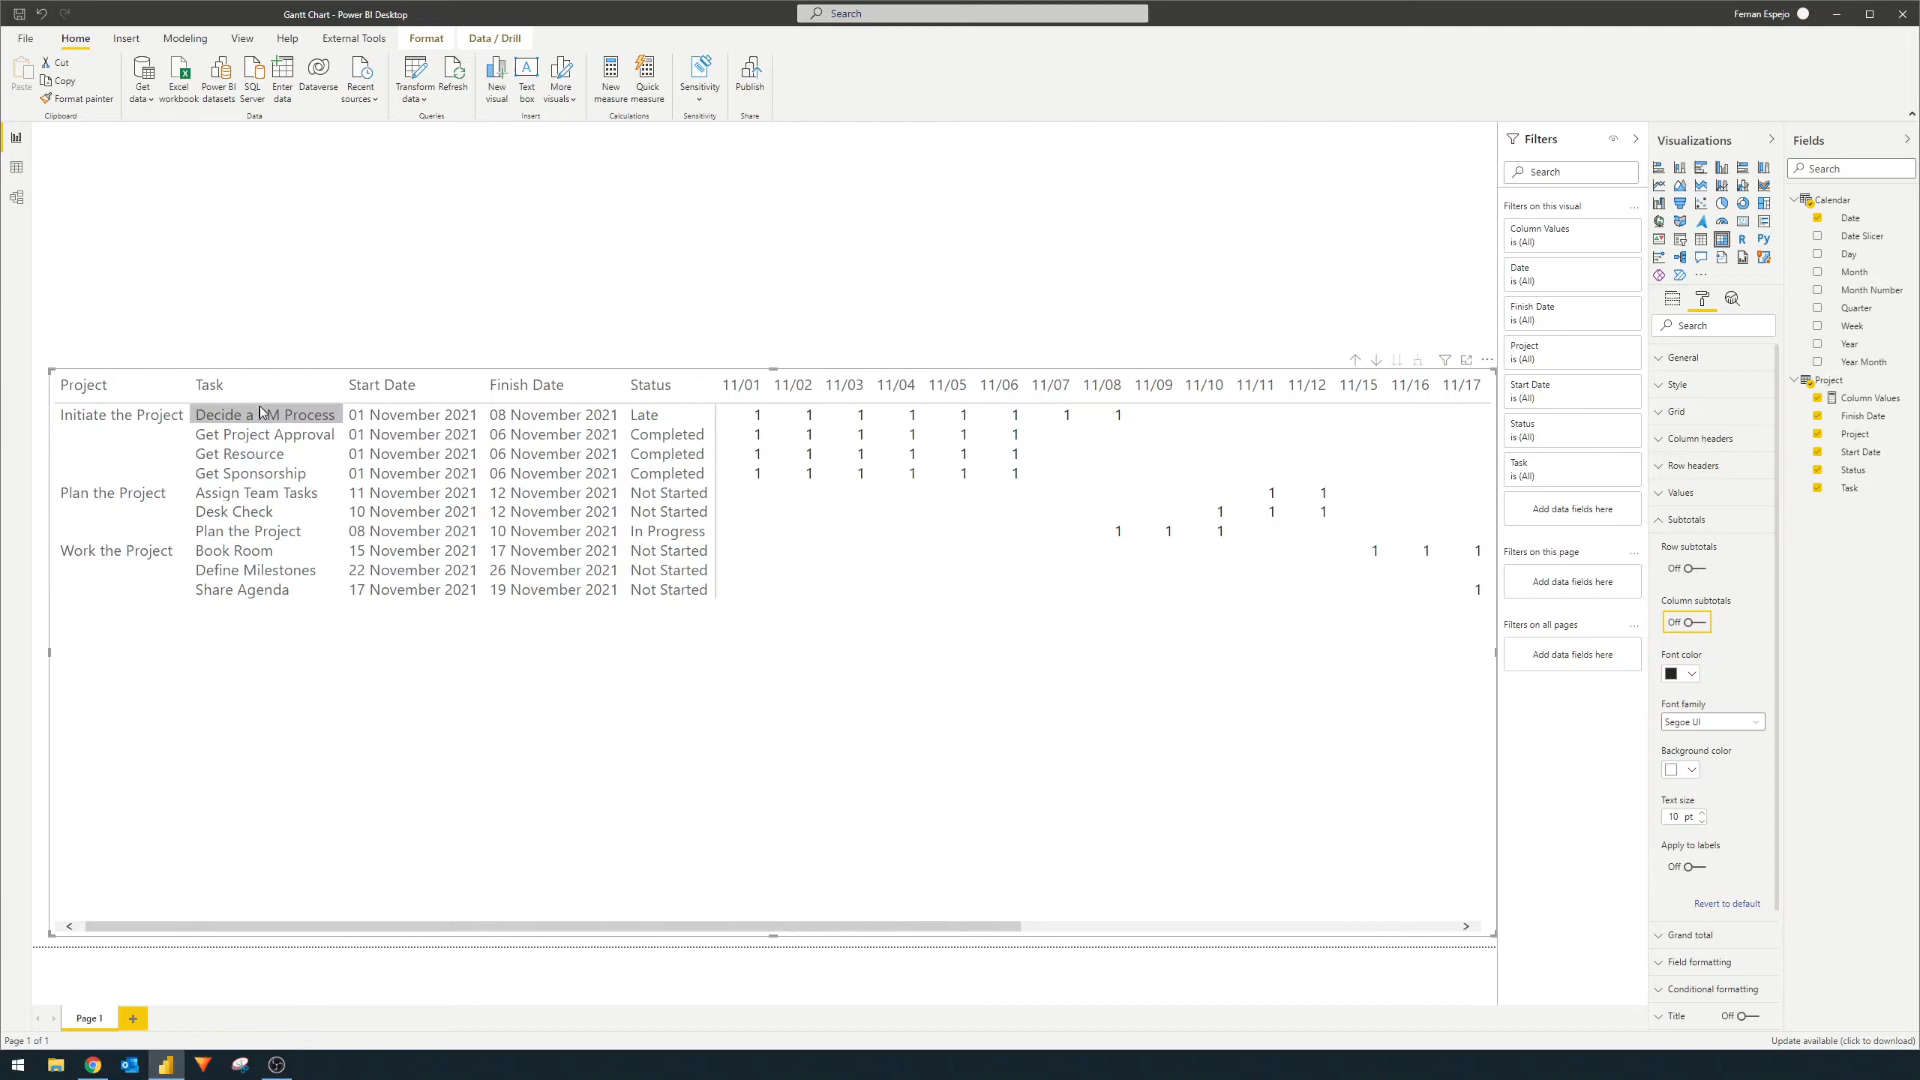 Gantt Chart - Power BI Desktop
Search
Fernan Espejo
File Home Insert Modeling View Help External Tools Format Data / Drill
Paste
Cut
Copy
Format painter
Get data
Excel workbook
Power BI datasets
SQL Server
Enter data
Dataverse
Recent sources
Transform data
Refresh
New visual
Text box
More visuals
New measure
Quick measure
Sensitivity
Publish
Clipboard Data Queries Insert Calculations Sensitivity Share
Project Task Start Date Finish Date Status 11/01 11/02 11/03 11/04 11/05 11/06 11/07 11/08 11/09 11/10 11/11 11/12 11/15 11/16 11/17
Initiate the Project Decide a M Process 01 November 2021 08 November 2021 Late 1 1 1 1 1 1 1 1
Get Project Approval 01 November 2021 06 November 2021 Completed 1 1 1 1 1 1
Get Resource 01 November 2021 06 November 2021 Completed 1 1 1 1 1 1
Get Sponsorship 01 November 2021 06 November 2021 Completed 1 1 1 1 1 1
Plan the Project Assign Team Tasks 11 November 2021 12 November 2021 Not Started 1 1
Desk Check 10 November 2021 12 November 2021 Not Started 1 1 1
Plan the Project 08 November 2021 10 November 2021 In Progress 1 1 1
Work the Project Book Room 15 November 2021 17 November 2021 Not Started 1 1 1
Define Milestones 22 November 2021 26 November 2021 Not Started
Share Agenda 17 November 2021 19 November 2021 Not Started 1
Filters
Search
Filters on this visual
Column Values
is (All)
Date
is (All)
Finish Date
is (All)
Project
is (All)
Start Date
is (All)
Status
is (All)
Task
is (All)
Add data fields here
Filters on this page
Add data fields here
Filters on all pages
Add data fields here
Visualizations
R Py
Search
General
Style
Grid
Column headers
Row headers
Values
Subtotals
Row subtotals
Off
Column subtotals
Off
Font color
Font family
Segoe UI
Background color
Text size
10 pt
Apply to labels
Off
Revert to default
Grand total
Field formatting
Conditional formatting
Title Off
Fields
Search
Calendar
Date
Date Slicer
Day
Month
Month Number
Quarter
Week
Year
Year Month
Project
Column Values
Finish Date
Project
Start Date
Status
Task
Page 1
Page 1 of 1
Update available (click to download)